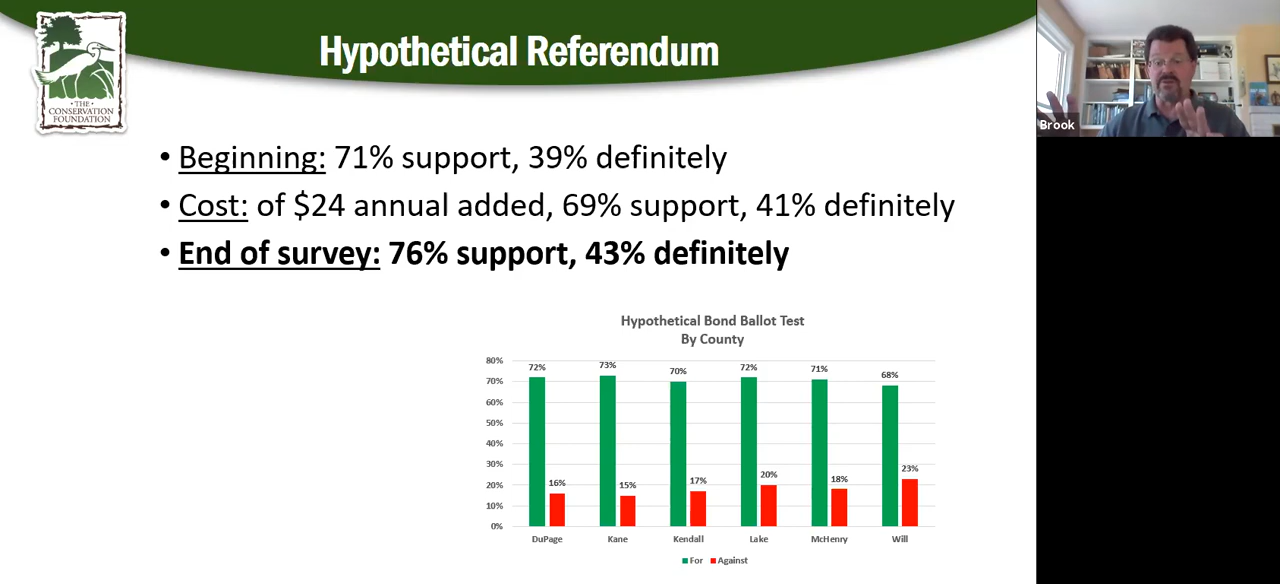 Hypothetical Referendum
• THE •
CONSERVATION
FOUNDATION
Brook
• Beginning: 71% support, 39% definitely
• Cost: of $24 annual added, 69% support, 41% definitely
• End of survey: 76% support, 43% definitely
Hypothetical Bond Ballot Test
By County
80%
70%
60%
50%
40%
30%
20%
10%
0%
72% 73% 70% 72% 71% 68%
16% 15% 17% 20% 18% 23%
DuPage Kane Kendall Lake McHenry Will
For Against